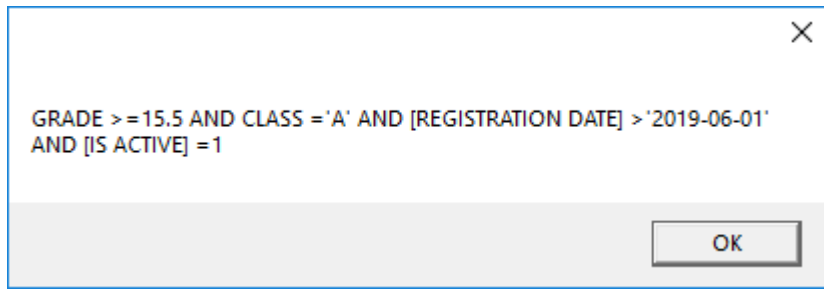 GRADE >=15.5 AND CLASS ='A' AND [REGISTRATION DATE] >'2019-06-01'
AND [IS ACTIVE] =1
OK